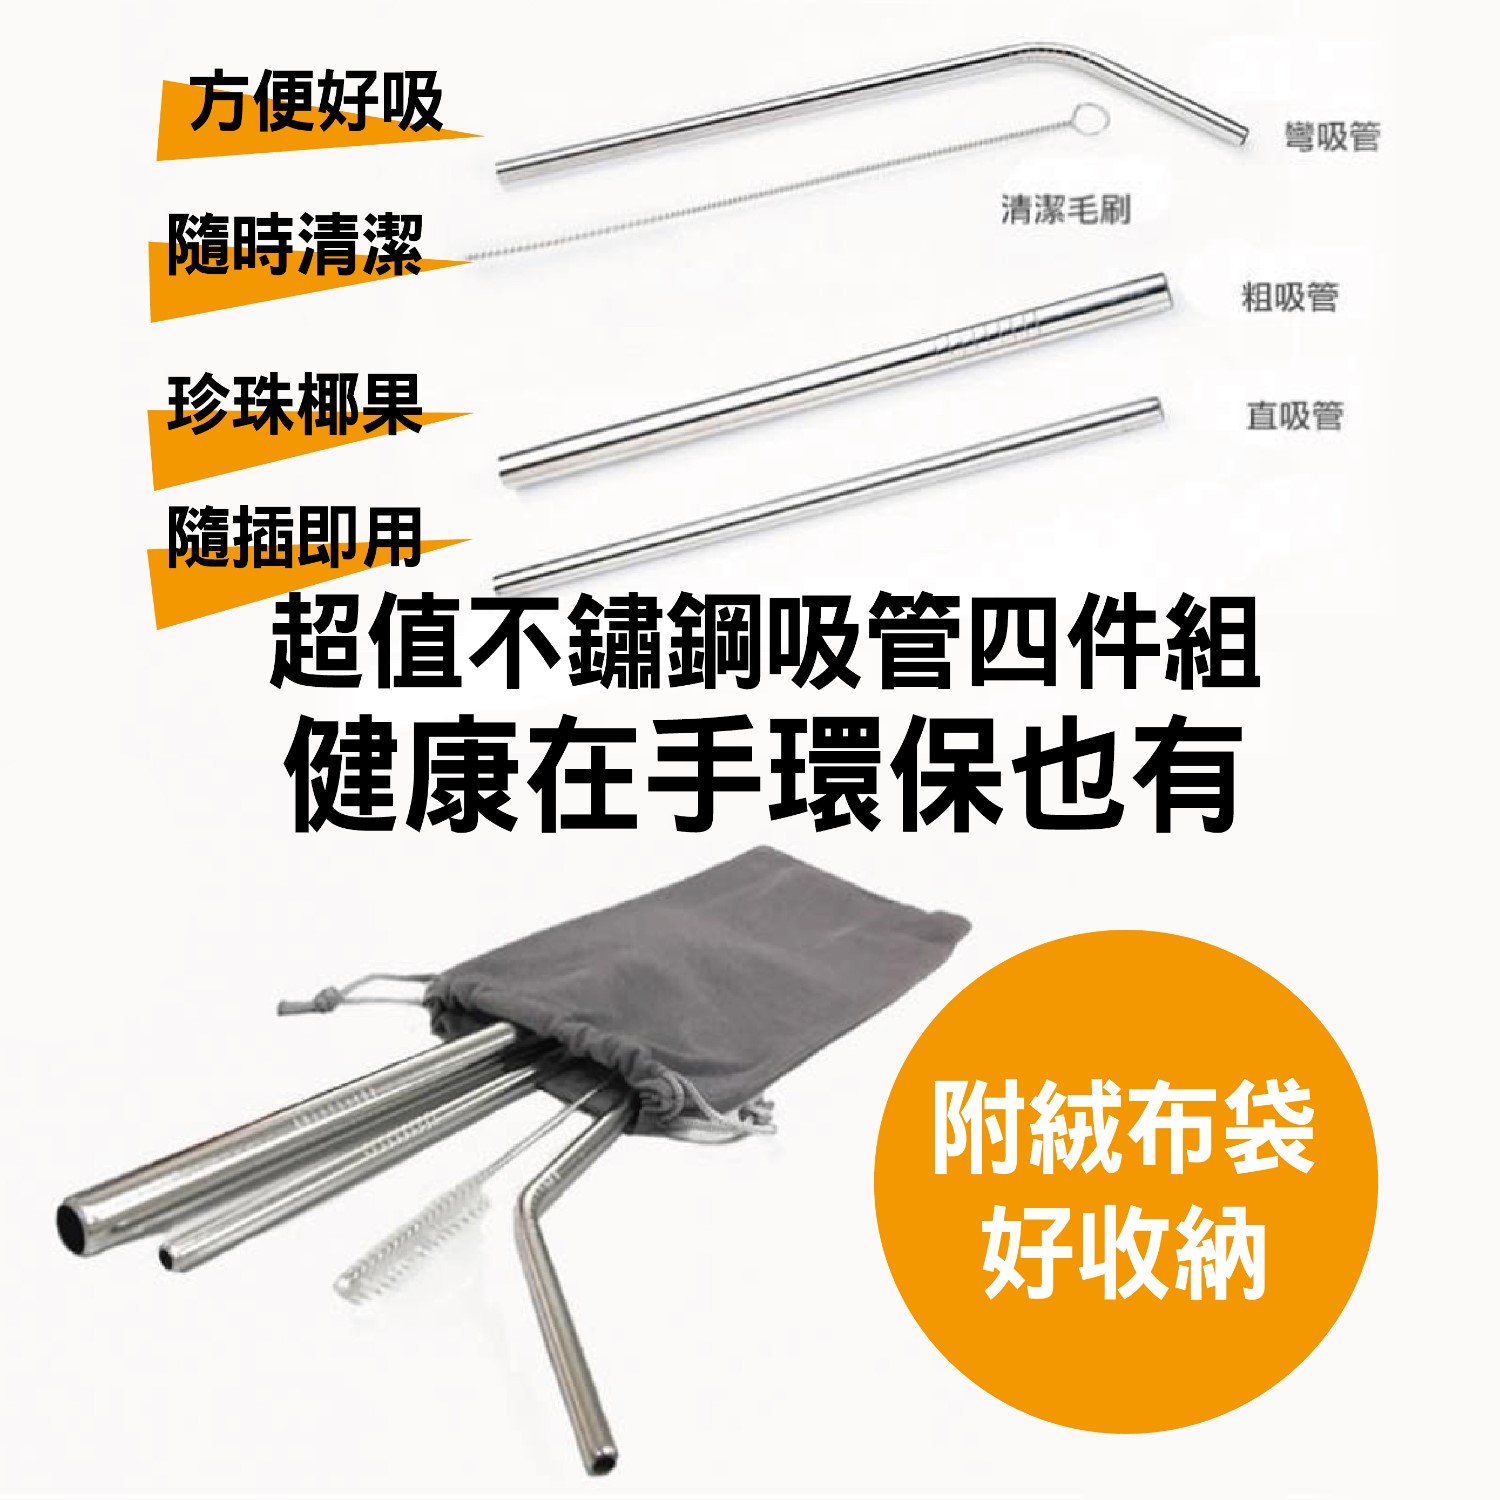 方便好吸
彎吸管
隨時清潔
清潔毛刷
珍珠椰果
粗吸管
隨插即用
直吸管
超值不鏽鋼吸管四件組
健康在手環保也有
附絨布袋
好收納